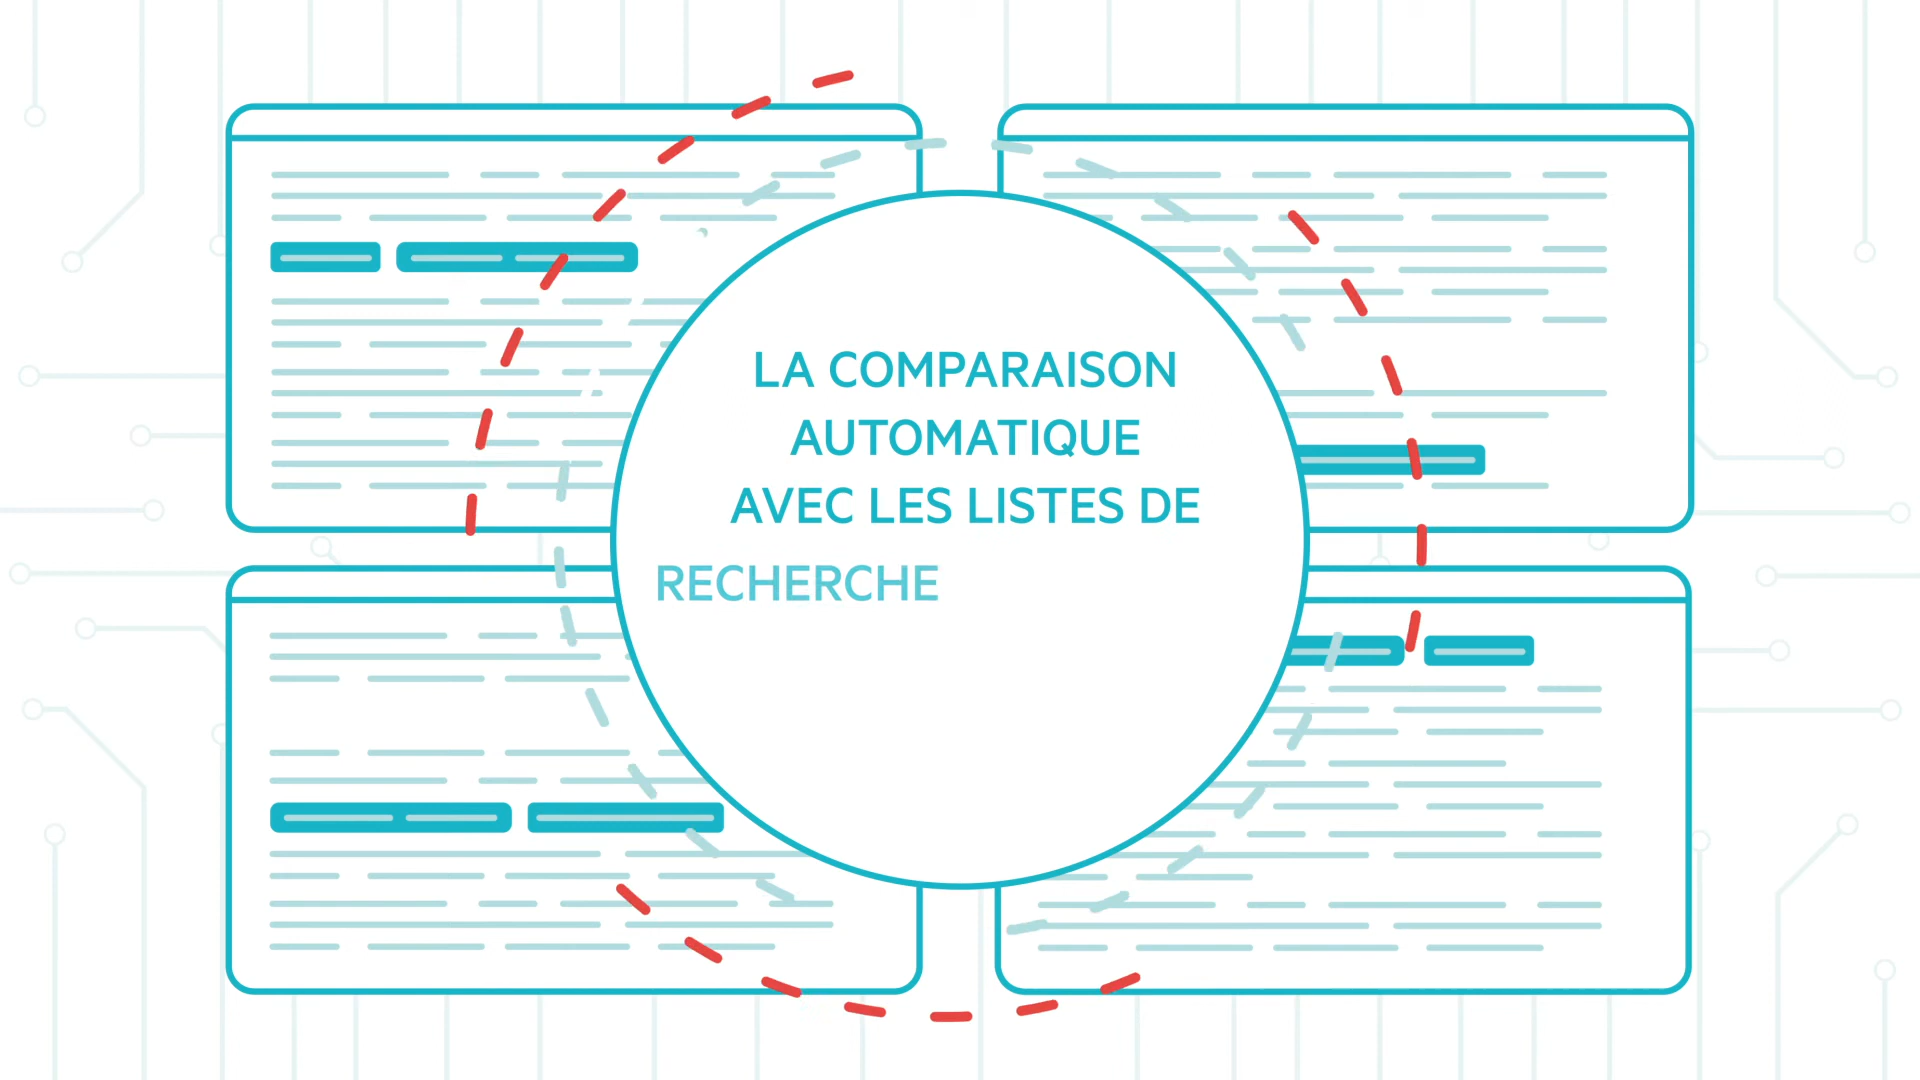 LA COMPARAISON
AUTOMATIQUE
AVEC LES LISTES DE
RECHERCHE